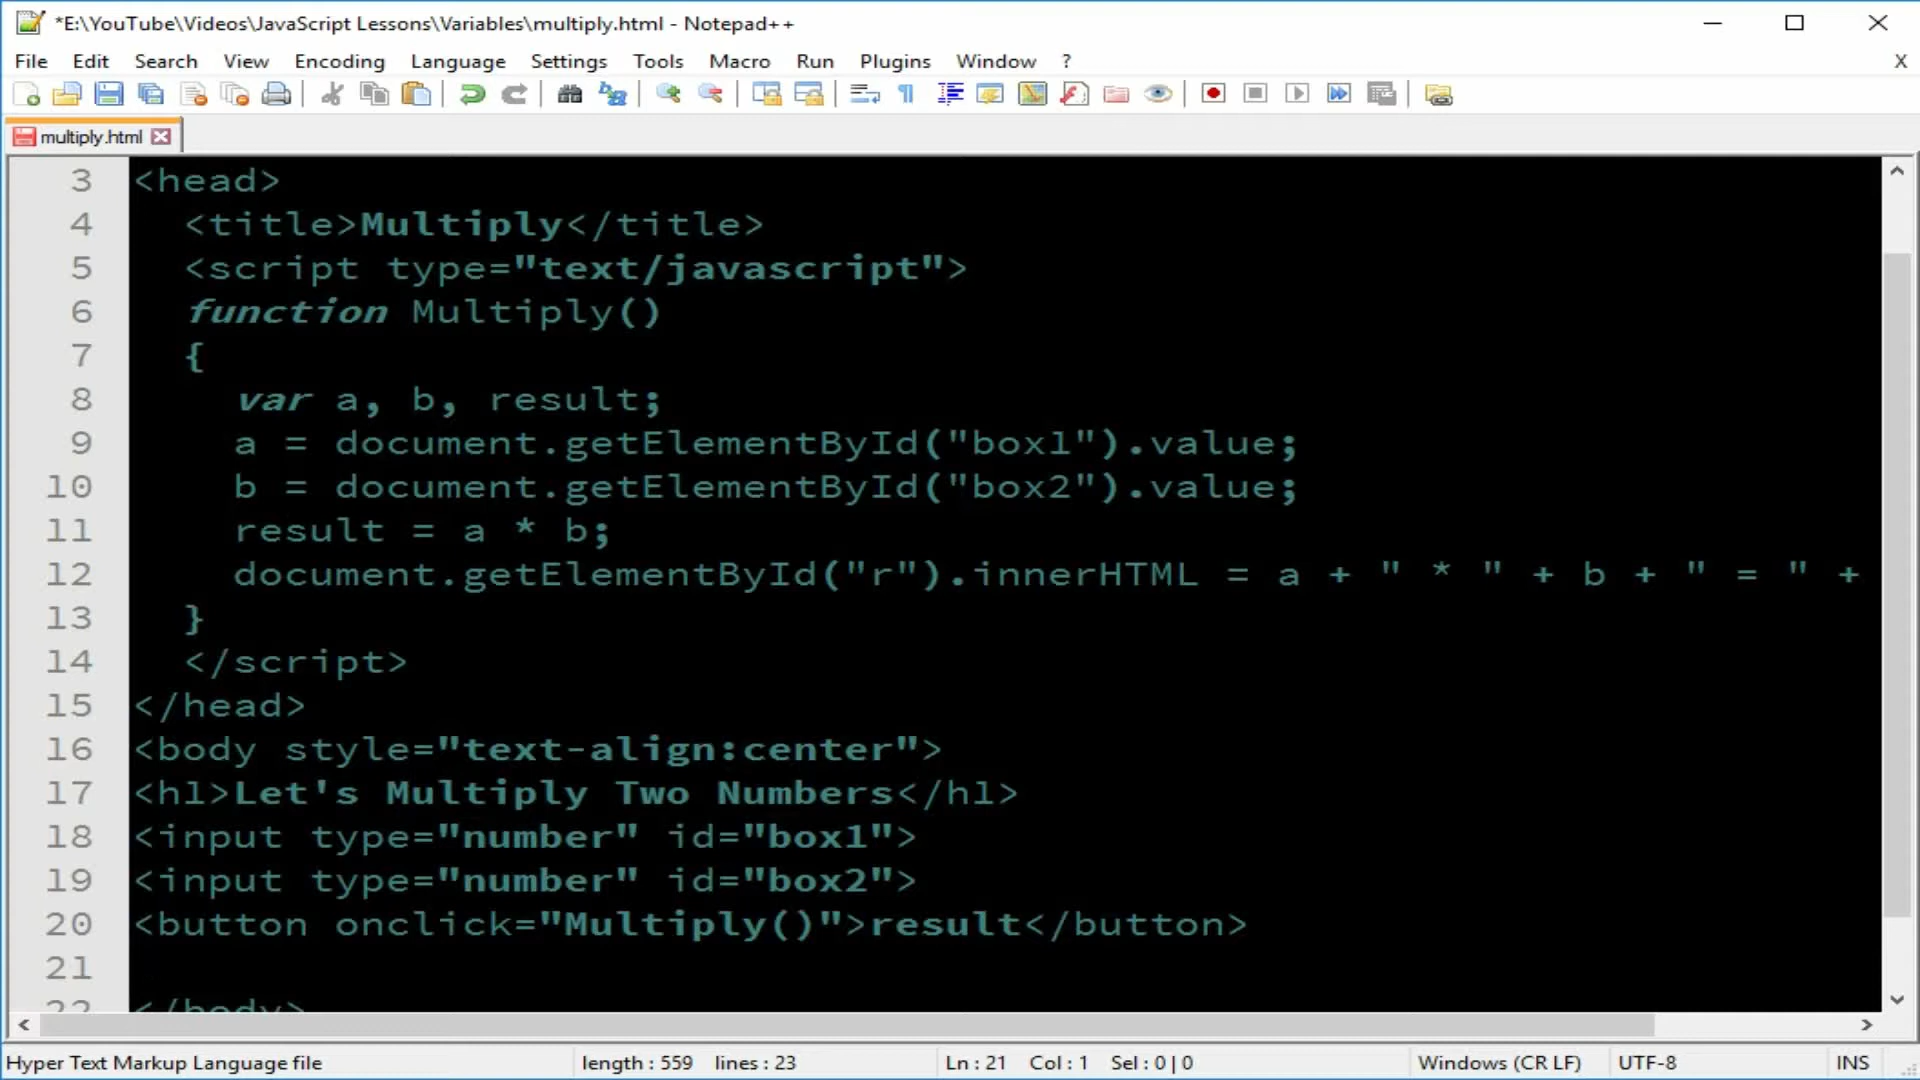 *E:\YouTube\Videos\JavaScript Lessons\Variables\multiply.html - Notepad++
File Edit Search View Encoding Language Settings Tools Macro Run Plugins Window ? X
multiply.html
3 <head>
4 <title>Multiply</title>
5 <script type="text/javascript">
6 function Multiply()
7 {
8 var a, b, result;
9 a = document.getElementById("box1").value;
10 b = document.getElementById("box2").value;
11 result = a * b;
12 document.getElementById("r").innerHTML = a + " * " + b + " = " +
13 }
14 </script>
15 </head>
16 <body style="text-align:center">
17 <h1>Let's Multiply Two Numbers</h1>
18 <input type="number" id="box1">
19 <input type="number" id="box2">
20 <button onclick="Multiply()">result</button>
21
22 </body>
Hyper Text Markup Language file length : 559 lines : 23 Ln : 21 Col : 1 Sel : 0 | 0 Windows (CR LF) UTF-8 INS